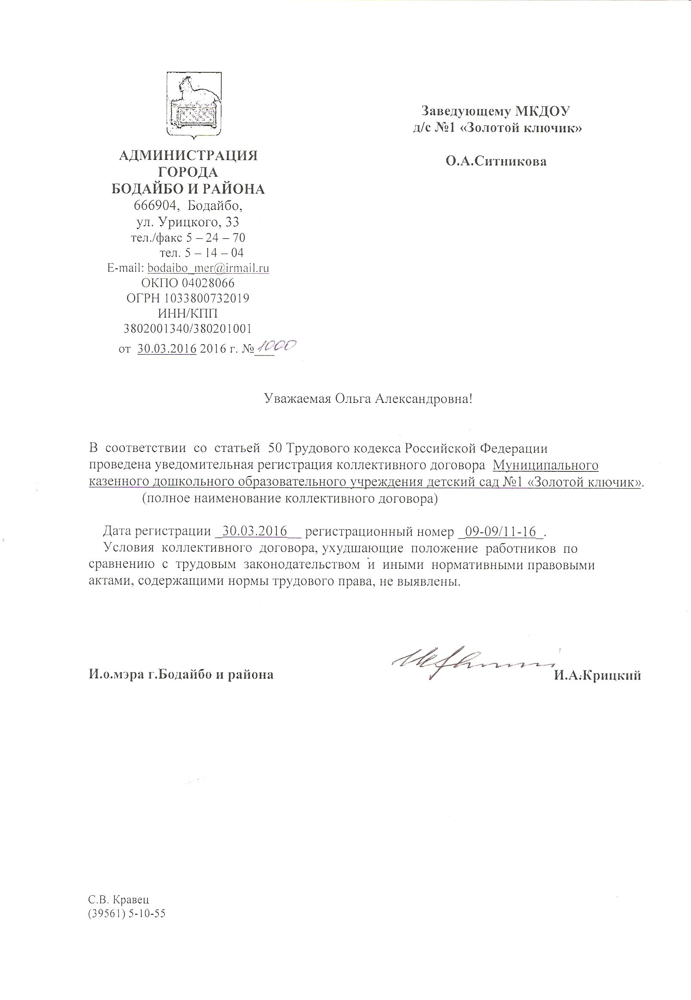 АДМИНИСТРАЦИЯ
ГОРОДА
БОДАЙБО И РАЙОНА
666904, Бодайбо,
ул. Урицкого, 33
тел./факс 5 – 24 – 70
тел. 5 – 14 – 04
E-mail: bodaibo_mer@irmail.ru
ОКПО 04028066
ОГРН 1033800732019
ИНН/КПП
3802001340/380201001
от 30.03.2016 2016 г. № 1000
Заведующему МКДОУ
д/с №1 «Золотой ключик»
О.А.Ситникова
Уважаемая Ольга Александровна!
В соответствии со статьей 50 Трудового кодекса Российской Федерации
проведена уведомительная регистрация коллективного договора Муниципального
казенного дошкольного образовательного учреждения детский сад №1 «Золотой ключик».
(полное наименование коллективного договора)
Дата регистрации _30.03.2016__ регистрационный номер _09-09/11-16_.
Условия коллективного договора, ухудшающие положение работников по
сравнению с трудовым законодательством и иными нормативными правовыми
актами, содержащими нормы трудового права, не выявлены.
И.о.мэра г.Бодайбо и района И.А.Крицкий
С.В. Кравец
(39561) 5-10-55